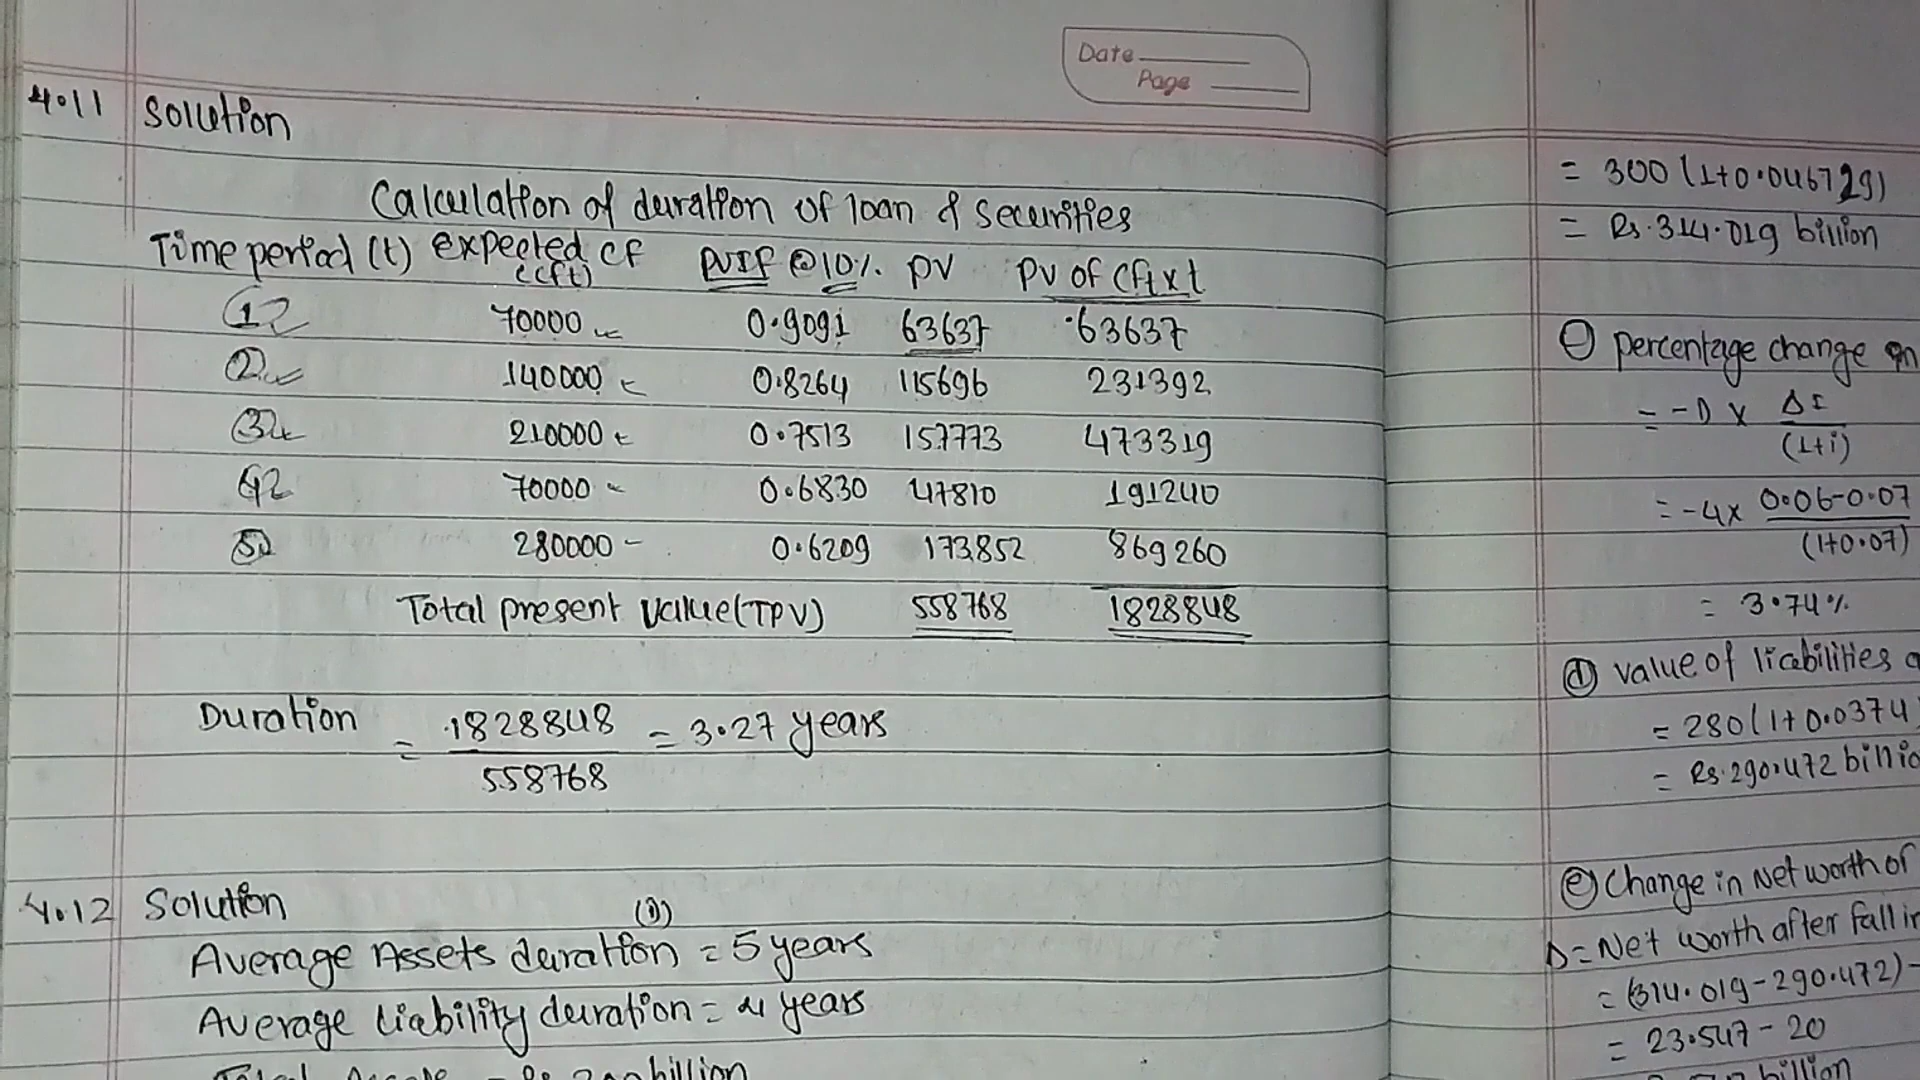 Date
Page
4.11 Solution
Calculation of duration of loan & securities
Time period (t) expected CF (cft) PVIF @10% PV PV of Cft x t
1 70000 0.9091 63637 63637
2 140000 0.8264 115696 231392
3 210000 0.7513 157773 473319
4 70000 0.6830 47810 191240
5 280000 0.6209 173852 869260
Total present value (TPV) 558768 1828848
Duration = 1828848 / 558768 = 3.27 years
4.12 Solution
Average Assets duration = 5 years
Average Liability duration = 4 years
billion
= 300 (1+0.046729)
= Rs. 314.019 billion
percentage change in
= -D x ΔI / (1+i)
= -4 x 0.06-0.07 / (1+0.07)
= 3.74%
(d) value of liabilities
= 280 (1+0.0374)
= Rs. 290.472 billio
(e) Change in Net worth of
Δ = Net worth after fall in
= (314.019 - 290.472) -
= 23.547 - 20
billion